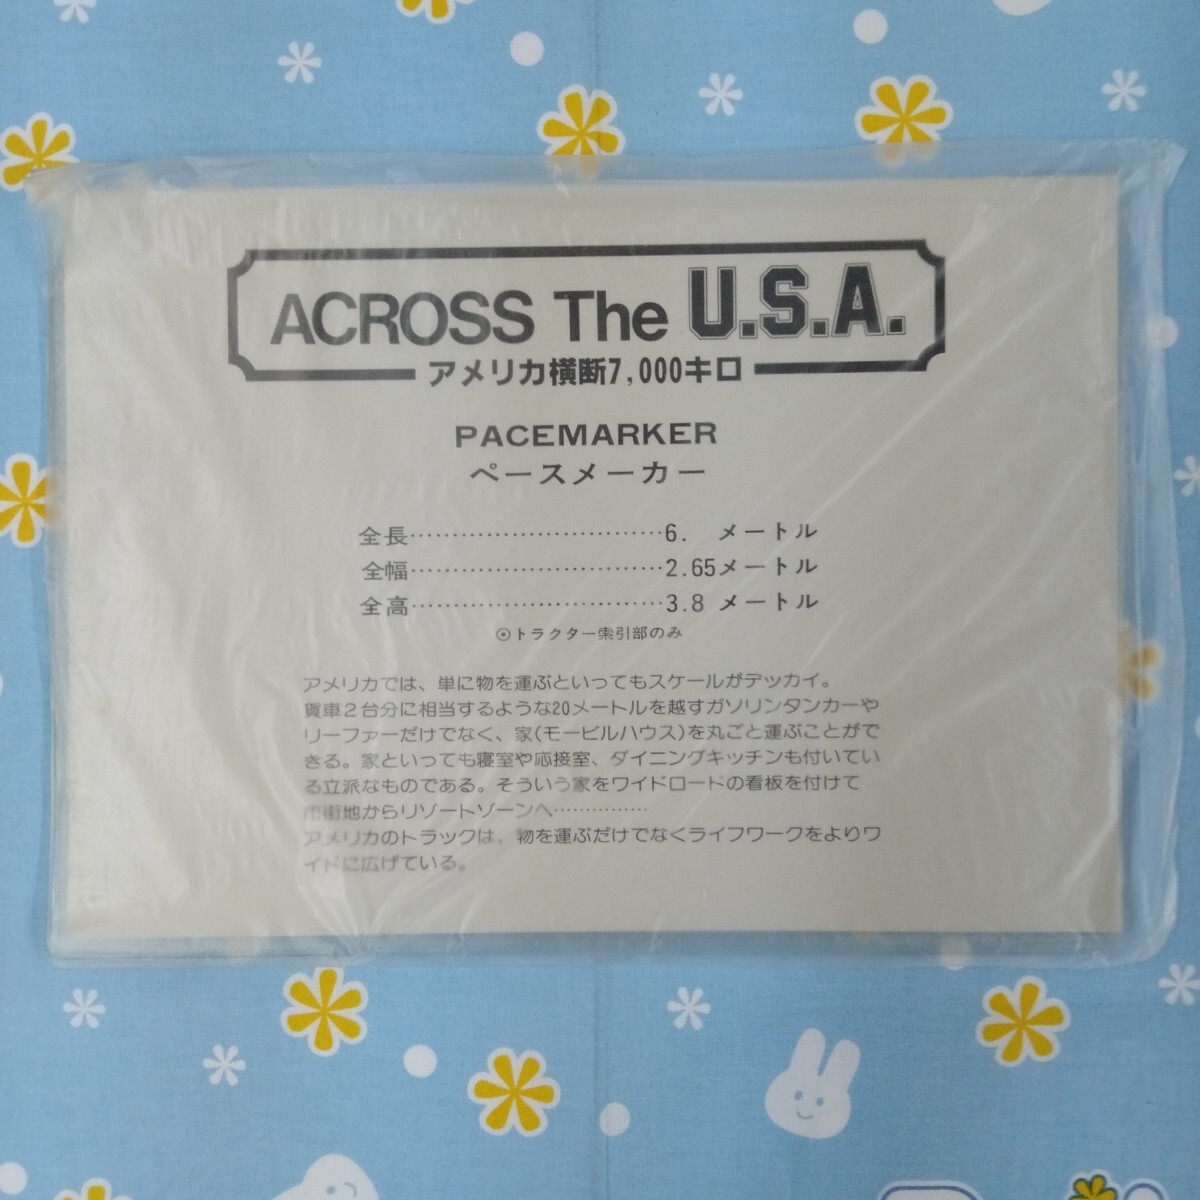 ACROSS The U.S.A.
アメリカ横断7,000キロ
PACEMARKER
ペースメーカー
全長…………………………6. メートル
全幅…………………………2.65メートル
全高…………………………3.8 メートル
⊙トラクター索引部のみ
アメリカでは、単に物を運ぶといってもスケールがデッカイ。
貨車2台分に相当するような20メートルを越すガソリンタンカーや
リーファーだけでなく、家(モービルハウス)を丸ごと運ぶことがで
きる。家といっても寝室や応接室、ダイニングキッチンも付いてい
る立派なものである。そういう家をワイドロードの看板を付けて
市街地からリゾートゾーンへ……………
アメリカのトラックは、物を運ぶだけでなくライフワークをよりワ
イドに広げている。